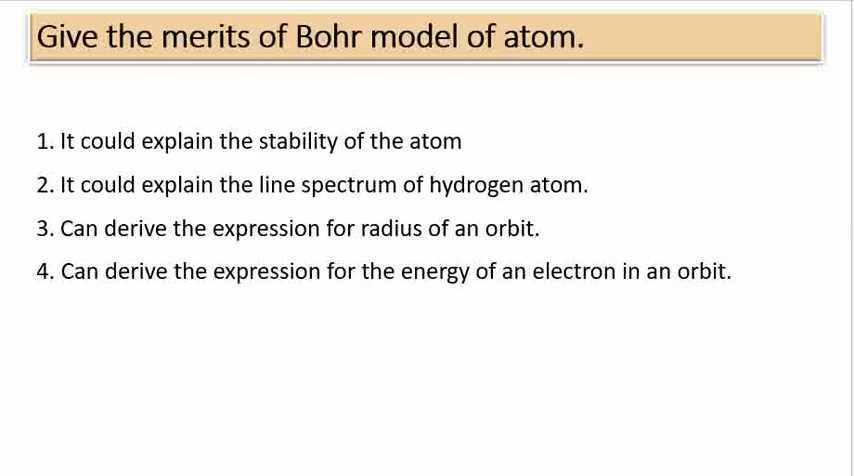 Give the merits of Bohr model of atom.
1. It could explain the stability of the atom
2. It could explain the line spectrum of hydrogen atom.
3. Can derive the expression for radius of an orbit.
4. Can derive the expression for the energy of an electron in an orbit.